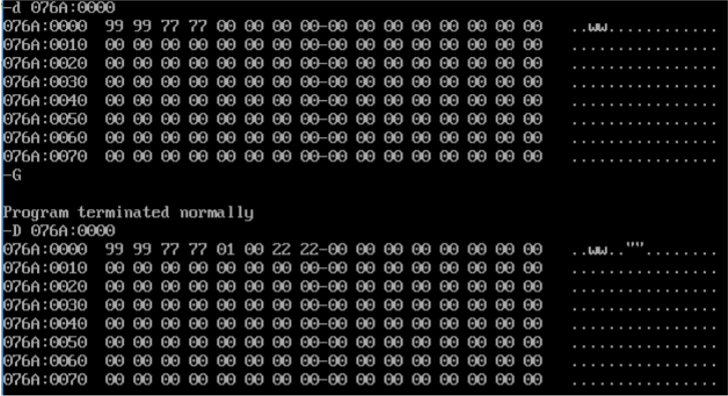 -d 076A:0000
076A:0000  99 99 77 77 00 00 00 00-00 00 00 00 00 00 00 00   ..ww............
076A:0010  00 00 00 00 00 00 00 00-00 00 00 00 00 00 00 00   ................
076A:0020  00 00 00 00 00 00 00 00-00 00 00 00 00 00 00 00   ................
076A:0030  00 00 00 00 00 00 00 00-00 00 00 00 00 00 00 00   ................
076A:0040  00 00 00 00 00 00 00 00-00 00 00 00 00 00 00 00   ................
076A:0050  00 00 00 00 00 00 00 00-00 00 00 00 00 00 00 00   ................
076A:0060  00 00 00 00 00 00 00 00-00 00 00 00 00 00 00 00   ................
076A:0070  00 00 00 00 00 00 00 00-00 00 00 00 00 00 00 00   ................
-G
Program terminated normally
-D 076A:0000
076A:0000  99 99 77 77 01 00 22 22-00 00 00 00 00 00 00 00   ..ww..""........
076A:0010  00 00 00 00 00 00 00 00-00 00 00 00 00 00 00 00   ................
076A:0020  00 00 00 00 00 00 00 00-00 00 00 00 00 00 00 00   ................
076A:0030  00 00 00 00 00 00 00 00-00 00 00 00 00 00 00 00   ................
076A:0040  00 00 00 00 00 00 00 00-00 00 00 00 00 00 00 00   ................
076A:0050  00 00 00 00 00 00 00 00-00 00 00 00 00 00 00 00   ................
076A:0060  00 00 00 00 00 00 00 00-00 00 00 00 00 00 00 00   ................
076A:0070  00 00 00 00 00 00 00 00-00 00 00 00 00 00 00 00   ................